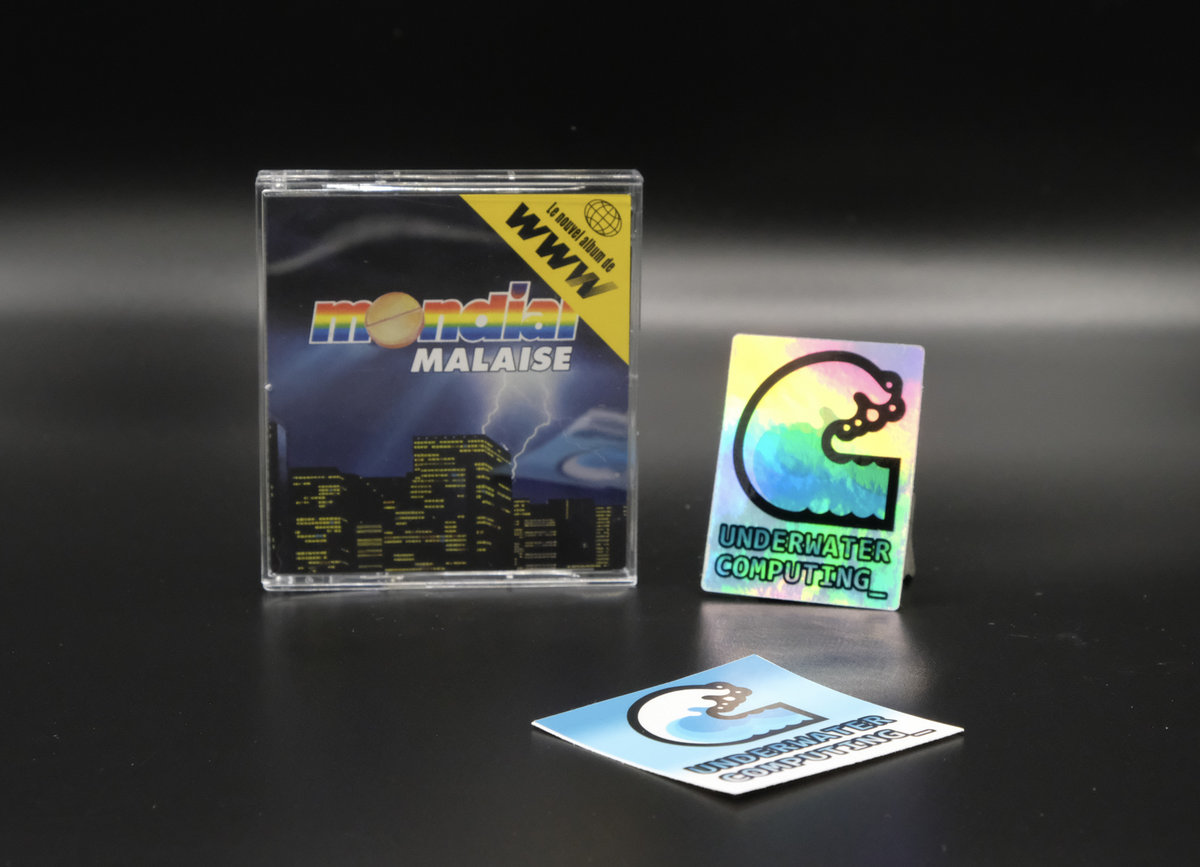 Le nouvel album de
WWW
mondial
MALAISE
UNDERWATER
COMPUTING_
UNDERWATER
COMPUTING_